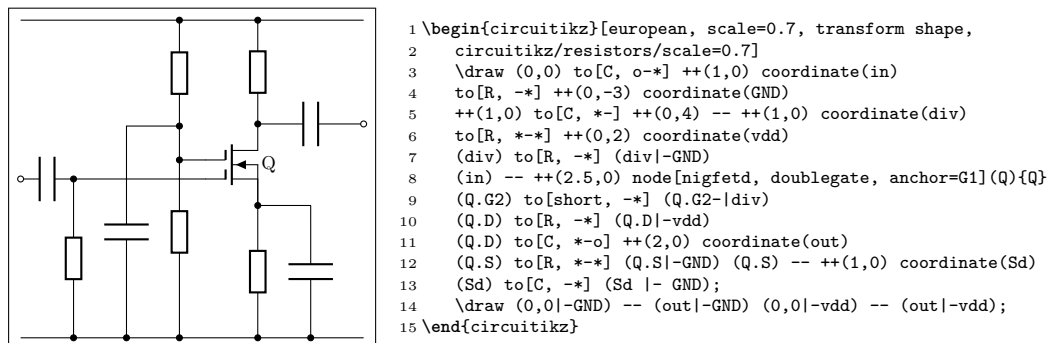 Q
1 \begin{circuitikz}[european, scale=0.7, transform shape,
2     circuitikz/resistors/scale=0.7]
3     \draw (0,0) to[C, o-*] ++(1,0) coordinate(in)
4     to[R, -*] ++(0,-3) coordinate(GND)
5     ++(1,0) to[C, *-] ++(0,4) -- ++(1,0) coordinate(div)
6     to[R, *-*] ++(0,2) coordinate(vdd)
7     (div) to[R, -*] (div|-GND)
8     (in) -- ++(2.5,0) node[nigfetd, doublegate, anchor=G1](Q){Q}
9     (Q.G2) to[short, -*] (Q.G2-|div)
10     (Q.D) to[R, -*] (Q.D|-vdd)
11     (Q.D) to[C, *-o] ++(2,0) coordinate(out)
12     (Q.S) to[R, *-*] (Q.S|-GND) (Q.S) -- ++(1,0) coordinate(Sd)
13     (Sd) to[C, -*] (Sd |- GND);
14     \draw (0,0|-GND) -- (out|-GND) (0,0|-vdd) -- (out|-vdd);
15 \end{circuitikz}